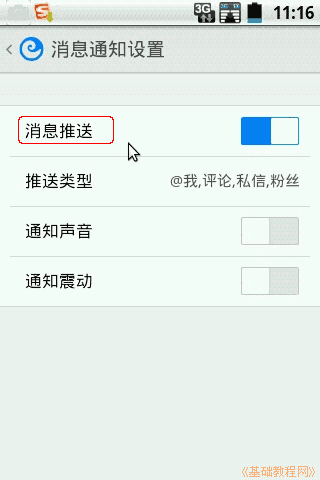 3G 3G1X 11:16
消息通知设置
消息推送
推送类型 @我,评论,私信,粉丝
通知声音
通知震动
《基础教程网》